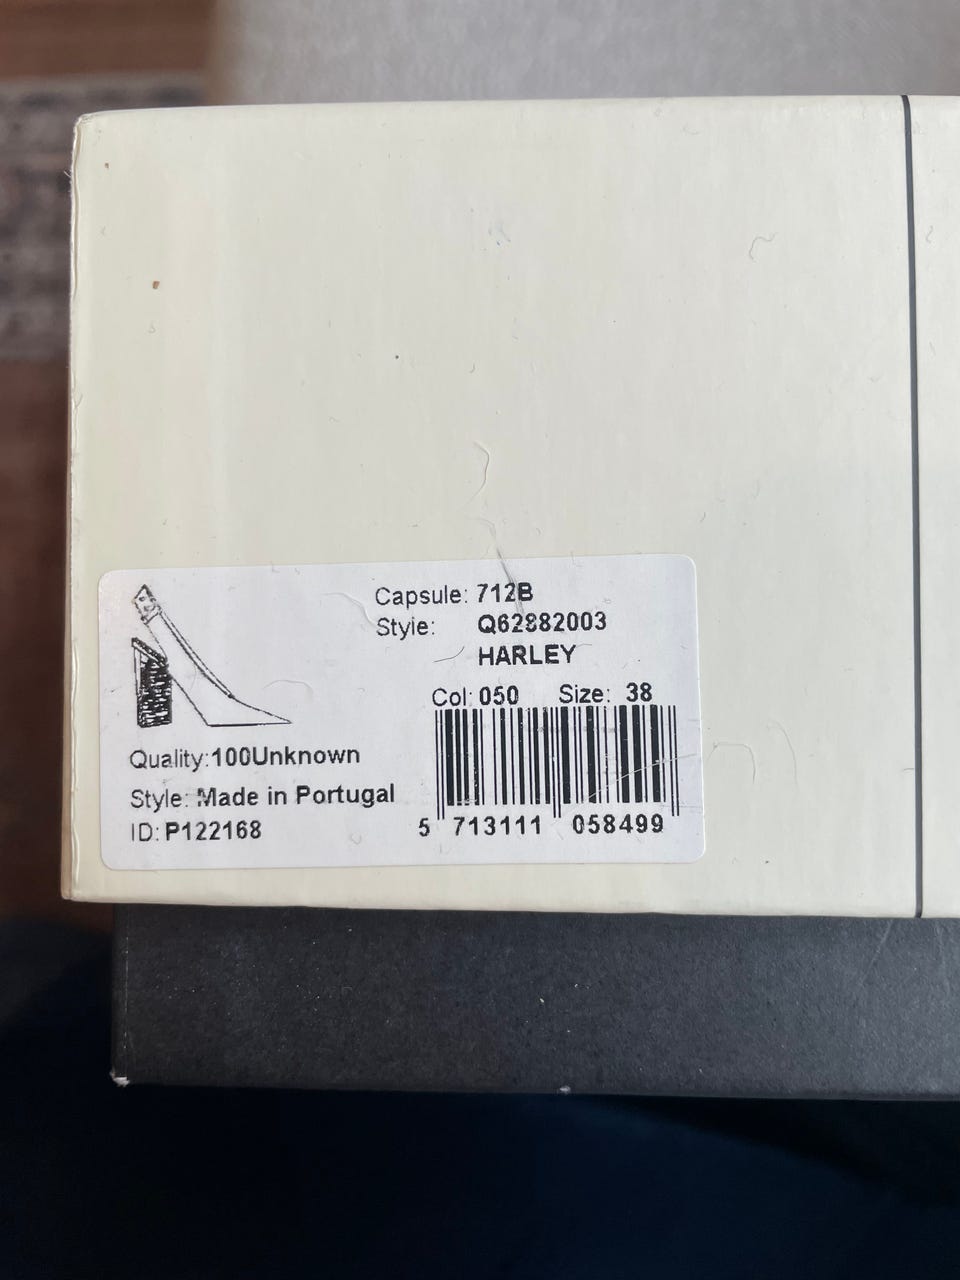 Capsule: 712B
Style: Q62882003
HARLEY
Col: 050 Size: 38
Quality:100Unknown
Style: Made in Portugal
ID: P122168
5 713111 058499